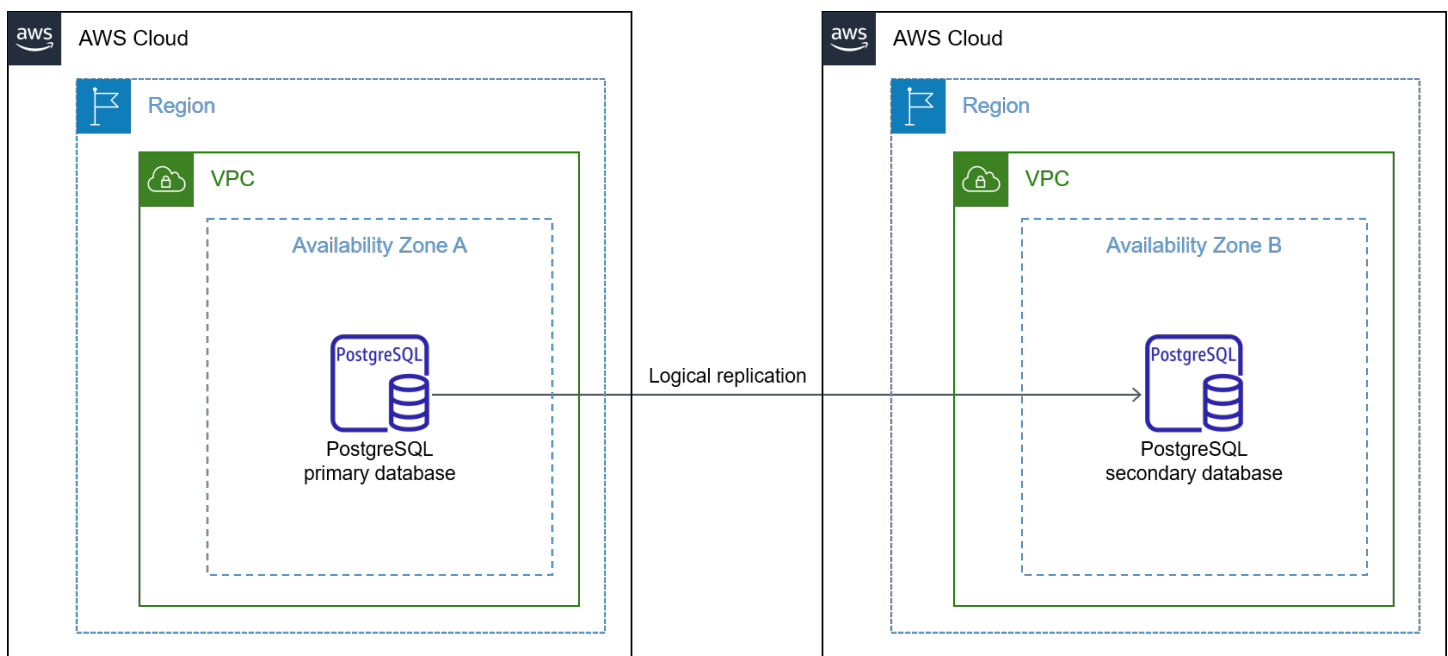 aws
AWS Cloud
Region
VPC
Availability Zone A
PostgreSQL
PostgreSQL
primary database
Logical replication
aws
AWS Cloud
Region
VPC
Availability Zone B
PostgreSQL
PostgreSQL
secondary database